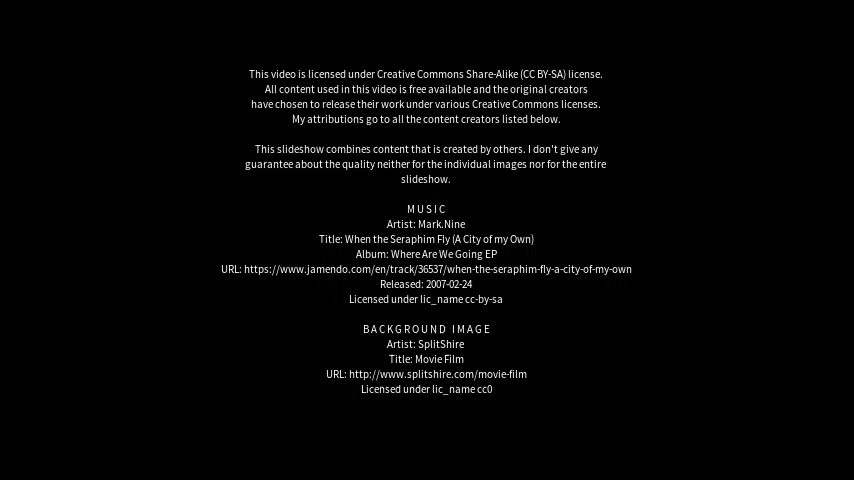 This video is licensed under Creative Commons Share-Alike (CC BY-SA) license.
All content used in this video is free available and the original creators
have chosen to release their work under various Creative Commons licenses.
My attributions go to all the content creators listed below.
This slideshow combines content that is created by others. I don't give any
guarantee about the quality neither for the individual images nor for the entire
slideshow.
MUSIC
Artist: Mark.Nine
Title: When the Seraphim Fly (A City of my Own)
Album: Where Are We Going EP
URL: https://www.jamendo.com/en/track/36537/when-the-seraphim-fly-a-city-of-my-own
Released: 2007-02-24
Licensed under lic_name cc-by-sa
BACKGROUND IMAGE
Artist: SplitShire
Title: Movie Film
URL: http://www.splitshire.com/movie-film
Licensed under lic_name cc0